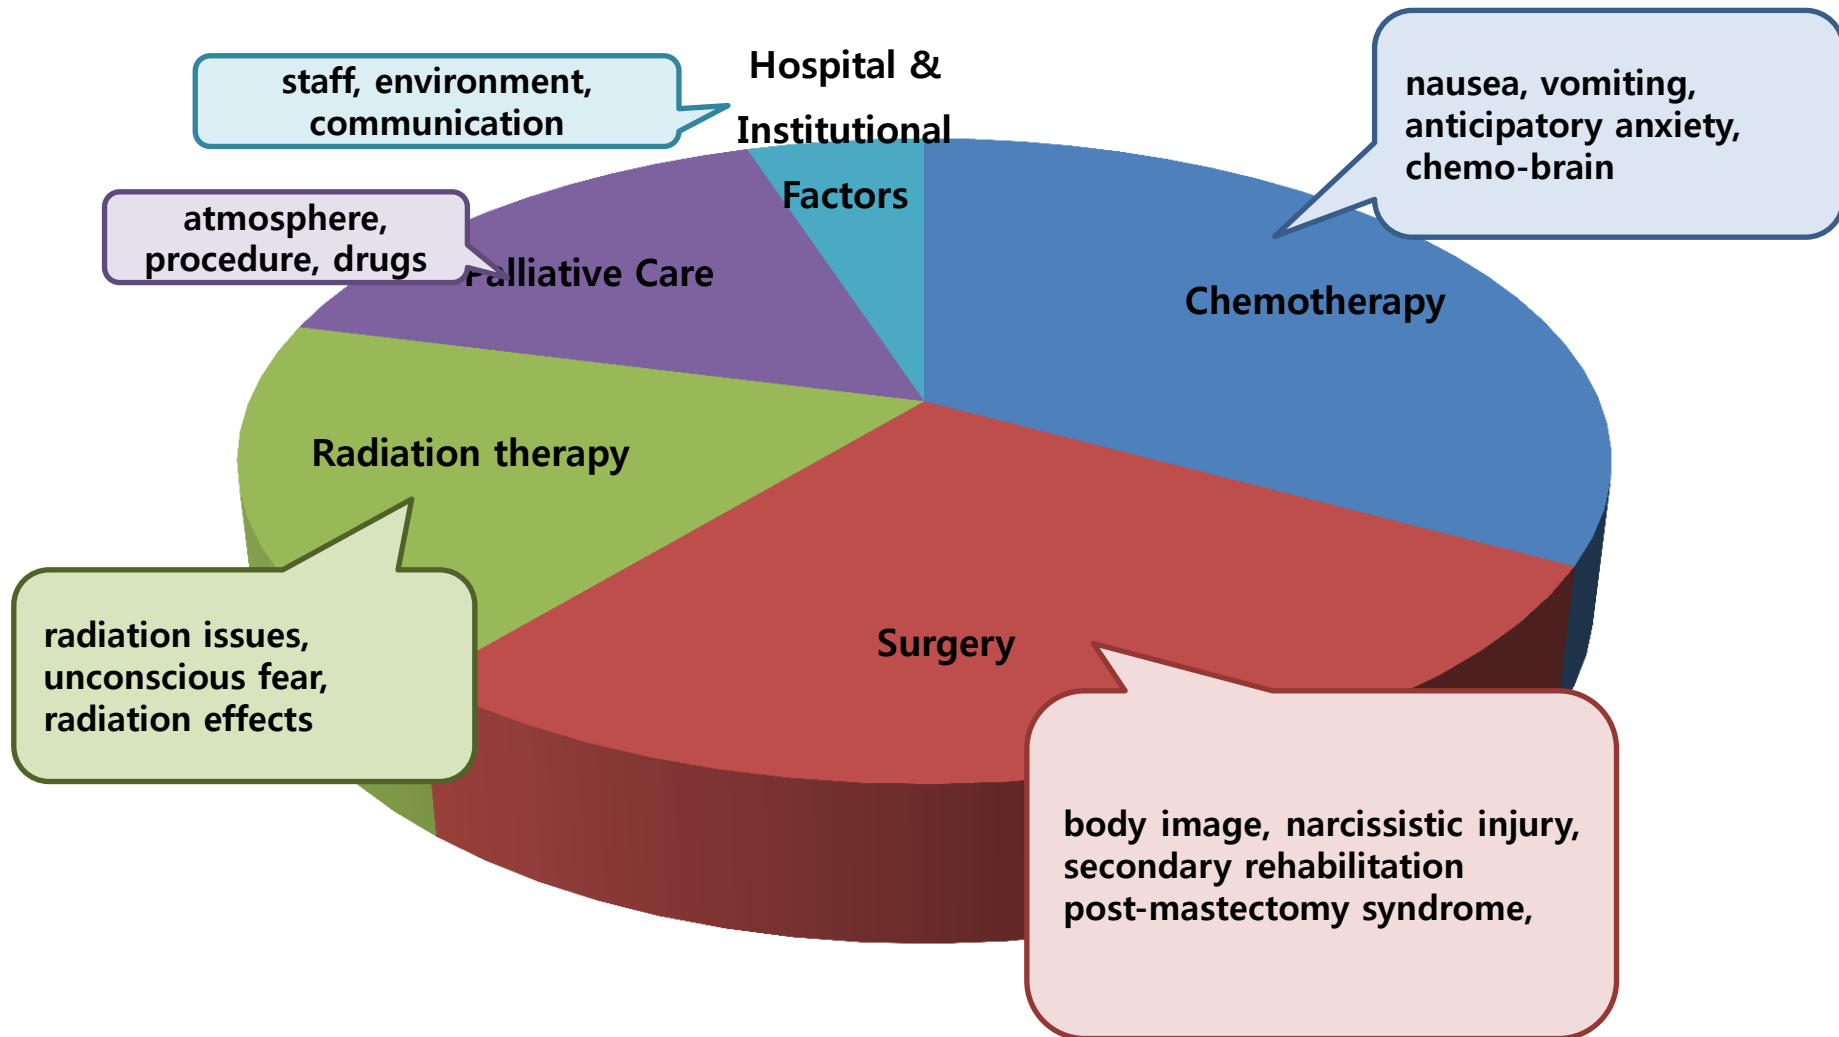 staff, environment,
communication
Hospital &
Institutional
Factors
nausea, vomiting,
anticipatory anxiety,
chemo-brain
atmosphere,
procedure, drugs
Palliative Care
Chemotherapy
Radiation therapy
radiation issues,
unconscious fear,
radiation effects
Surgery
body image, narcissistic injury,
secondary rehabilitation
post-mastectomy syndrome,